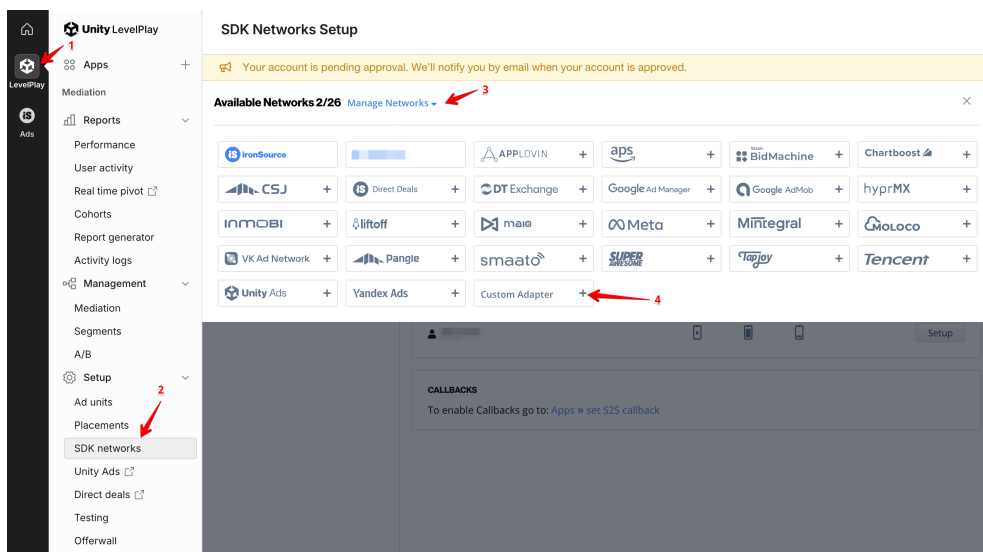 Unity LevelPlay
SDK Networks Setup
1
Apps
Your account is pending approval. We'll notify you by email when your account is approved.
LevelPlay
Mediation
Available Networks 2/26 Manage Networks
3
Reports
Ads
Performance
User activity
Real time pivot
Cohorts
Report generator
Activity logs
Management
Mediation
Segments
A/B
Setup
2
Ad units
Placements
SDK networks
Unity Ads
Direct deals
Testing
Offerwall
iS ironSource
APPLOVIN +
aps +
Stack BidMachine +
Chartboost +
CSJ +
iS Direct Deals +
DT Exchange +
Google Ad Manager +
Google AdMob +
hyprMX +
INMOBI +
liftoff +
maio +
Meta +
Mintegral +
MOLOCO +
VK Ad Network +
Pangle +
smaato +
SUPER AWESOME +
Tapjoy +
Tencent +
Unity Ads +
Yandex Ads +
Custom Adapter +
4
Setup
CALLBACKS
To enable Callbacks go to: Apps » set S2S callback